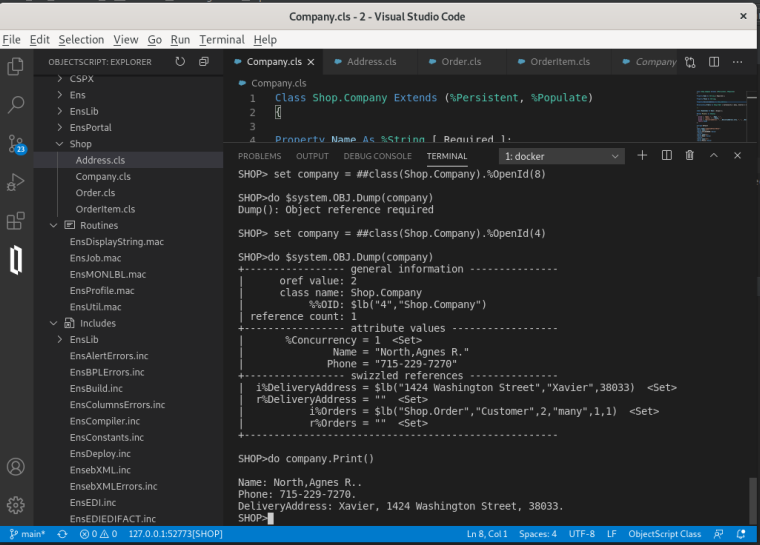 Company.cls - 2 - Visual Studio Code
File Edit Selection View Go Run Terminal Help
OBJECTSCRIPT: EXPLORER
CSPX
Ens
EnsLib
EnsPortal
Shop
Address.cls
Company.cls
Order.cls
OrderItem.cls
Routines
EnsDisplayString.mac
EnsJob.mac
EnsMONLBL.mac
EnsProfile.mac
EnsUtil.mac
Includes
EnsLib
EnsAlertErrors.inc
EnsBPLErrors.inc
EnsBuild.inc
EnsColumnsErrors.inc
EnsCompiler.inc
EnsConstants.inc
EnsDeploy.inc
EnsebXML.inc
EnsebXMLErrors.inc
EnsEDI.inc
EnsEDIEDIFACT.inc
23
Company.cls Address.cls Order.cls OrderItem.cls Company
Company.cls
1 Class Shop.Company Extends (%Persistent, %Populate)
2 {
3
4 Property Name As %String [ Required ];
PROBLEMS OUTPUT DEBUG CONSOLE TERMINAL 1: docker
SHOP> set company = ##class(Shop.Company).%OpenId(8)
SHOP>do $system.OBJ.Dump(company)
Dump(): Object reference required
SHOP> set company = ##class(Shop.Company).%OpenId(4)
SHOP>do $system.OBJ.Dump(company)
+----------------- general information ---------------
| oref value: 2
| class name: Shop.Company
| %%OID: $lb("4","Shop.Company")
| reference count: 1
+----------------- attribute values ------------------
| %Concurrency = 1 <Set>
| Name = "North,Agnes R."
| Phone = "715-229-7270"
+----------------- swizzled references ---------------
| i%DeliveryAddress = $lb("1424 Washington Street","Xavier",38033) <Set>
| r%DeliveryAddress = "" <Set>
| i%Orders = $lb("Shop.Order","Customer",2,"many",1,1) <Set>
| r%Orders = "" <Set>
+-----------------------------------------------------
SHOP>do company.Print()
Name: North,Agnes R..
Phone: 715-229-7270.
DeliveryAddress: Xavier, 1424 Washington Street, 38033.
SHOP>
main* 0 0 127.0.0.1:52773[SHOP] Ln 8, Col 1 Spaces: 4 UTF-8 LF ObjectScript Class